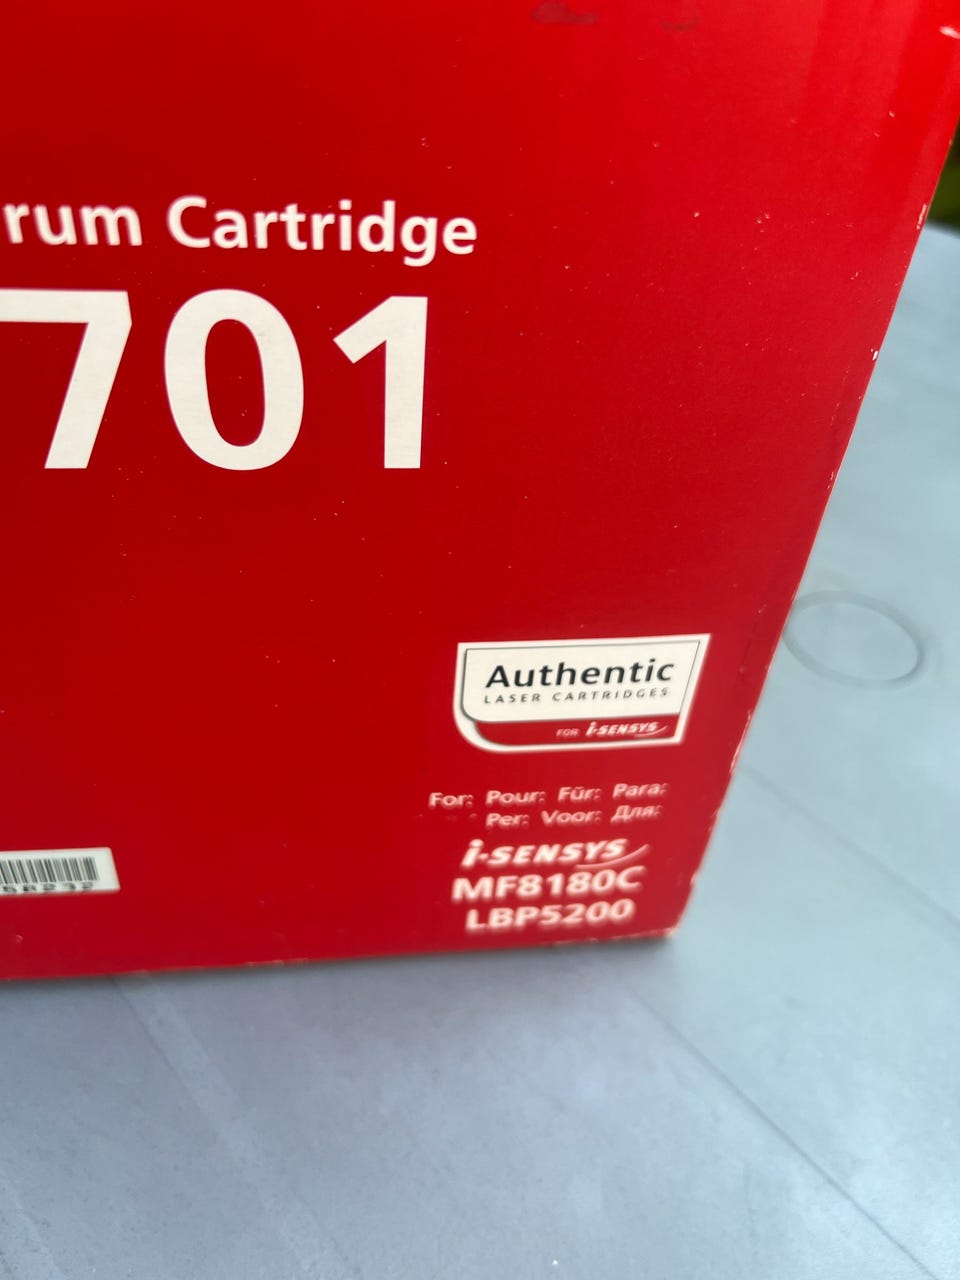 rum Cartridge
701
Authentic
LASER CARTRIDGES
FOR i-SENSYS
For: Pour: Für: Para:
Per: Voor: Для:
i-SENSYS
MF8180C
LBP5200